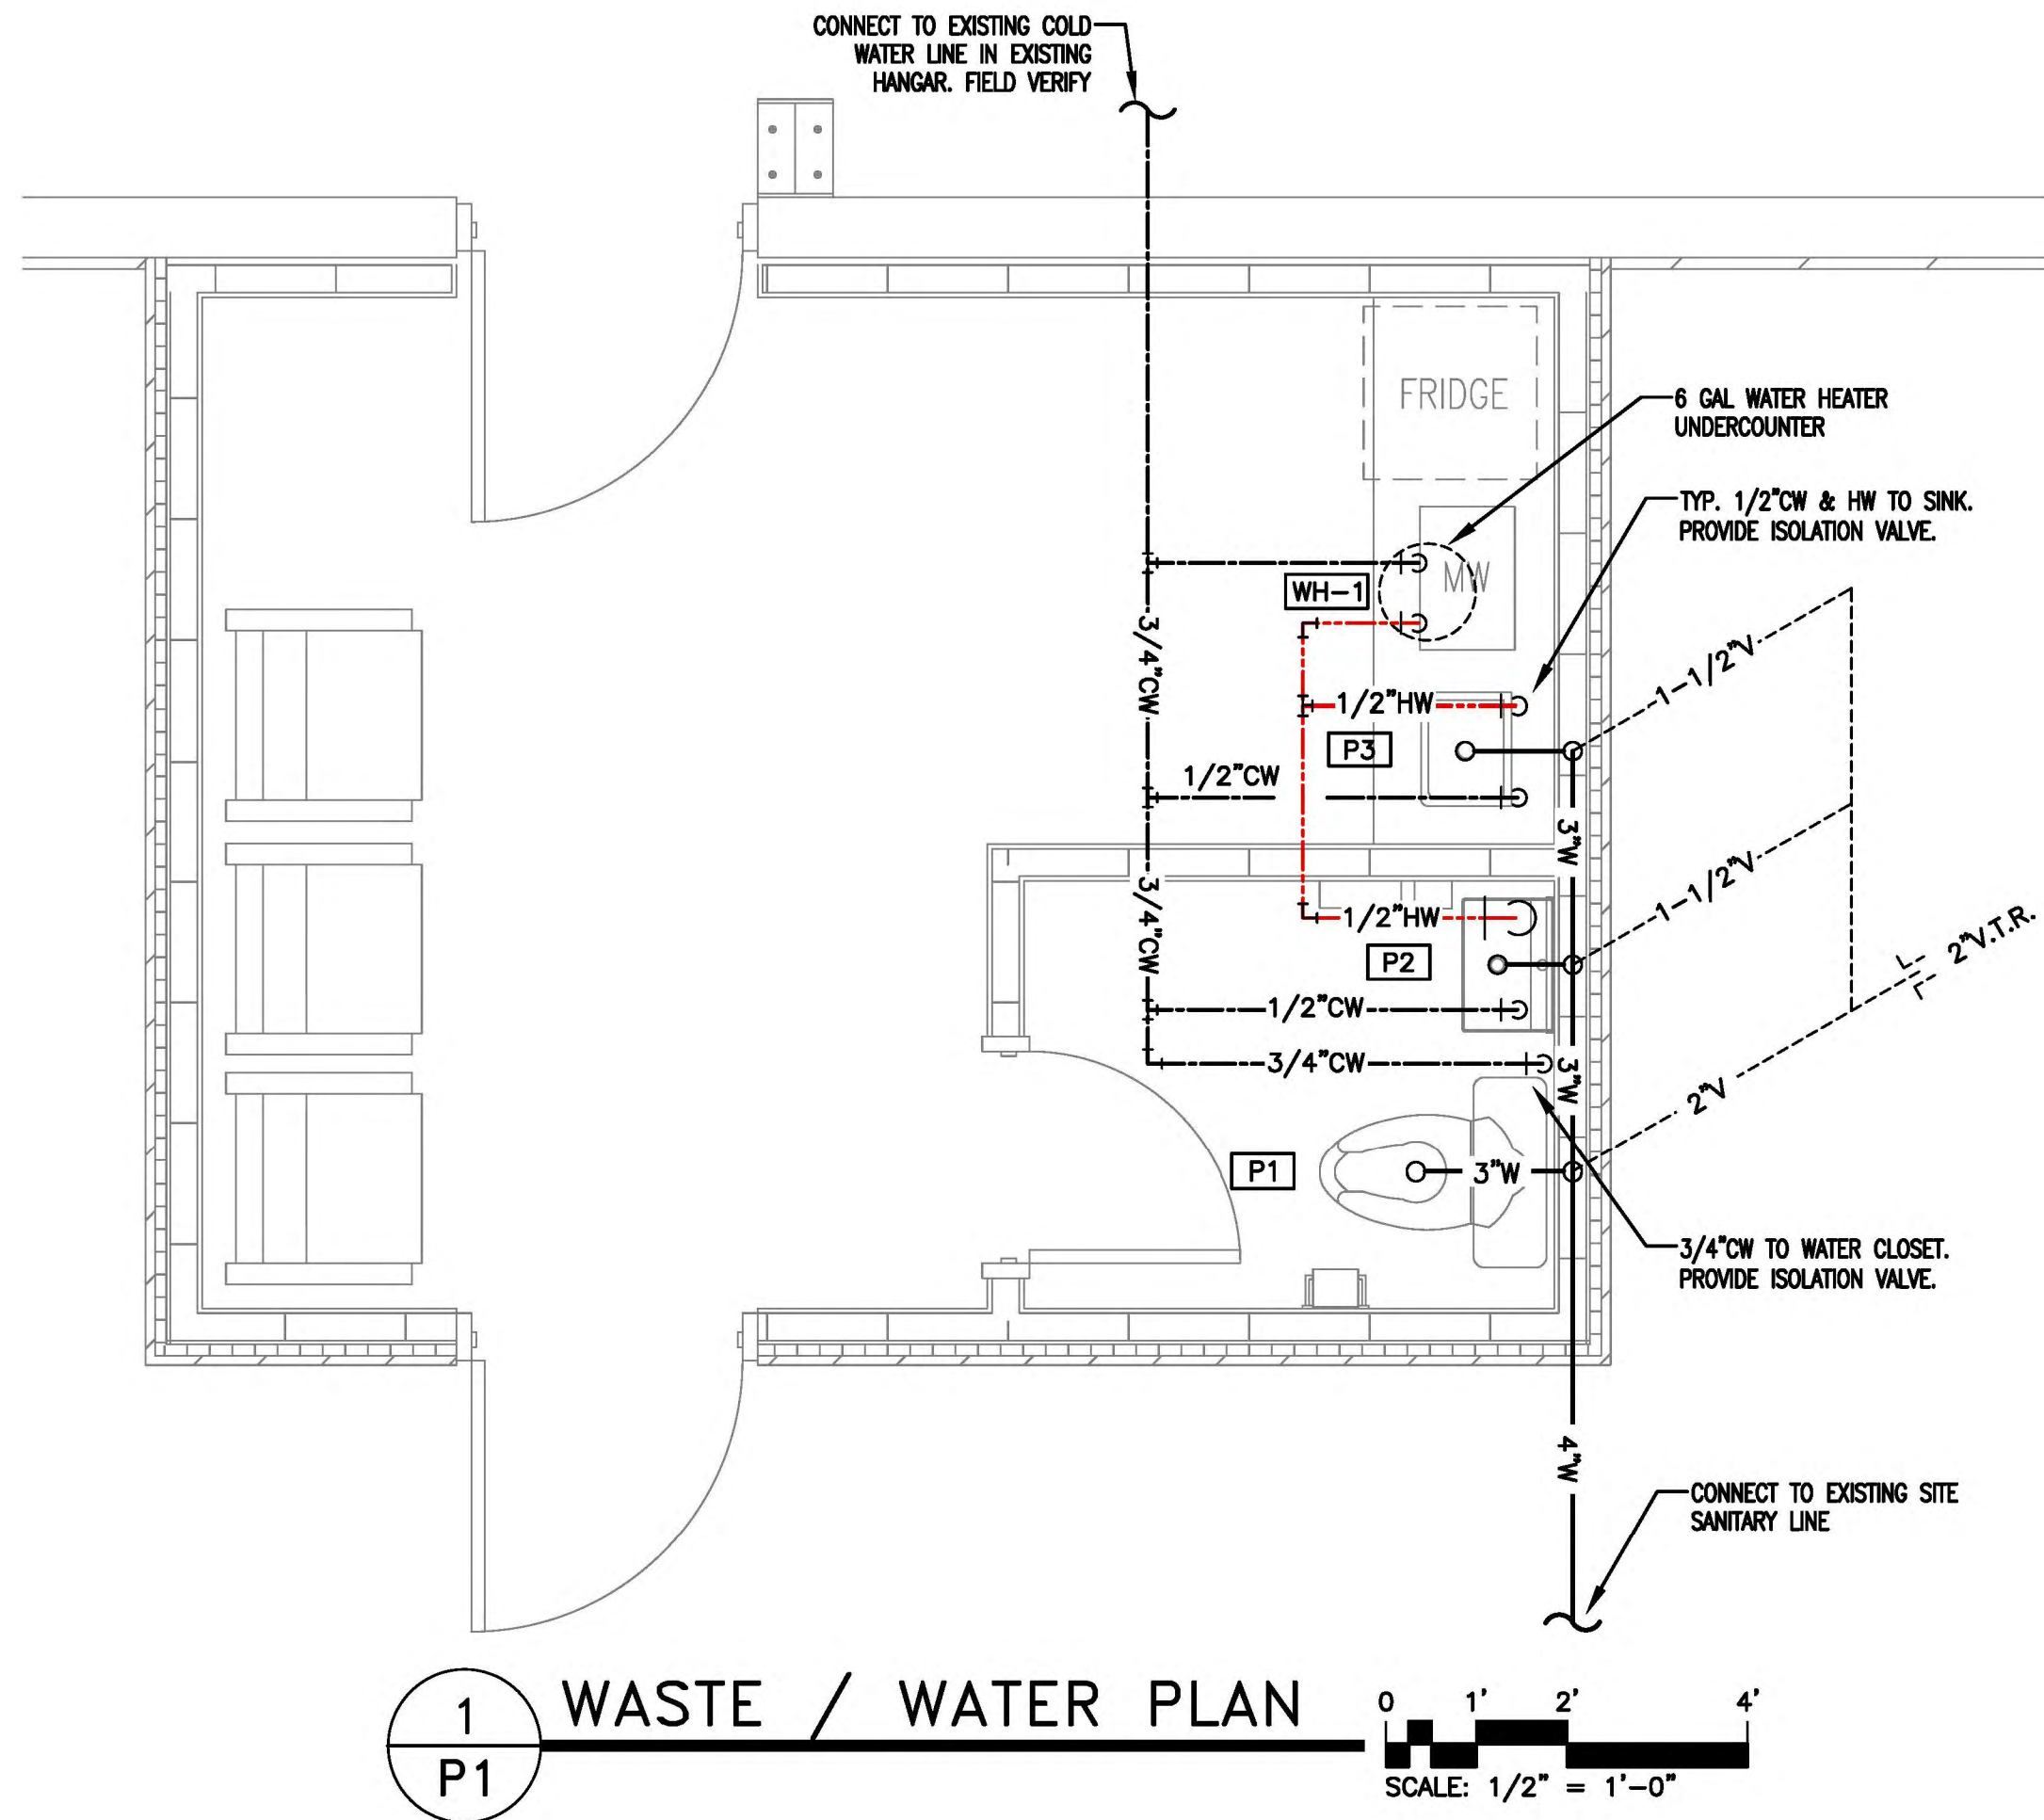 CONNECT TO EXISTING COLD
WATER LINE IN EXISTING
HANGAR. FIELD VERIFY
FRIDGE
6 GAL WATER HEATER
UNDERCOUNTER
TYP. 1/2"CW & HW TO SINK.
PROVIDE ISOLATION VALVE.
MW
WH-1
3/4"CW
1-1/2"V
1/2"HW
P3
1/2"CW
3"W
1-1/2"V
3/4"CW
1/2"HW
2"V.T.R.
P2
1/2"CW
3/4"CW
3"W
2"V
P1
3"W
3/4"CW TO WATER CLOSET.
PROVIDE ISOLATION VALVE.
4"W
CONNECT TO EXISTING SITE
SANITARY LINE
1
P1
WASTE / WATER PLAN
0 1' 2' 4'
SCALE: 1/2" = 1'-0"